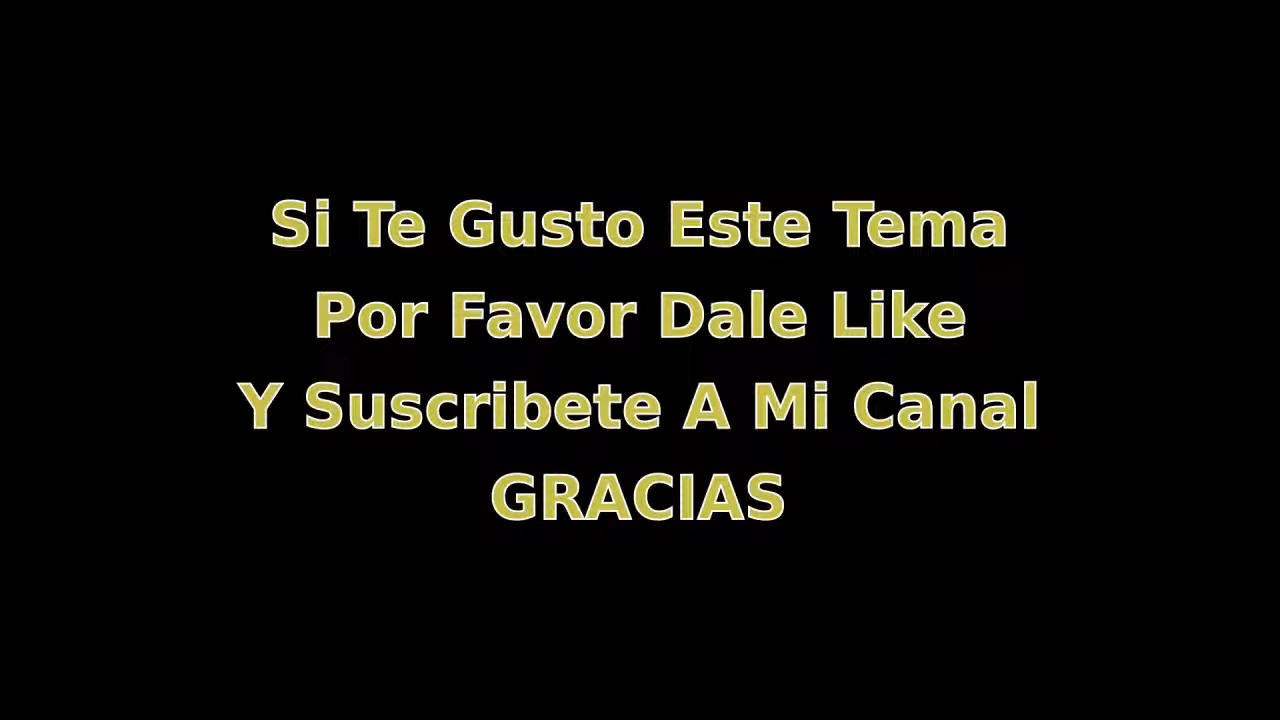 Si Te Gusto Este Tema
Por Favor Dale Like
Y Suscribete A Mi Canal
GRACIAS